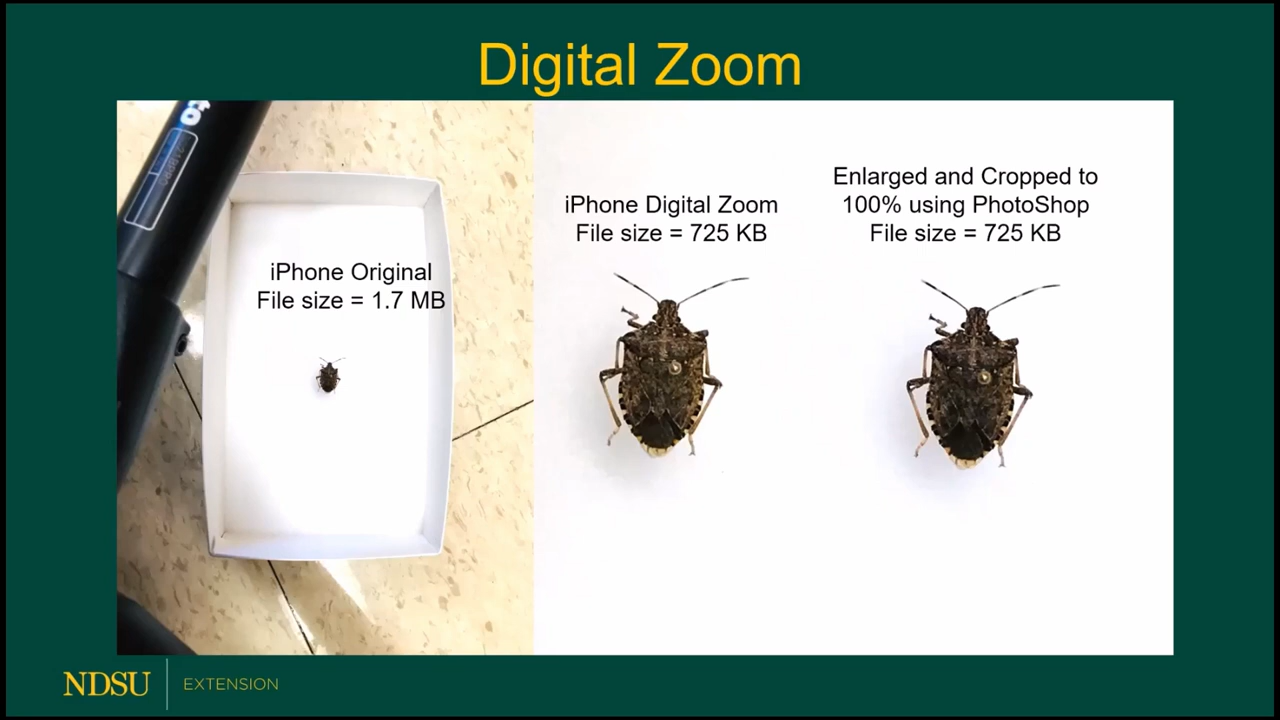 Digital Zoom
to
iPhone Original
File size = 1.7 MB
iPhone Digital Zoom
File size = 725 KB
Enlarged and Cropped to
100% using PhotoShop
File size = 725 KB
NDSU
EXTENSION